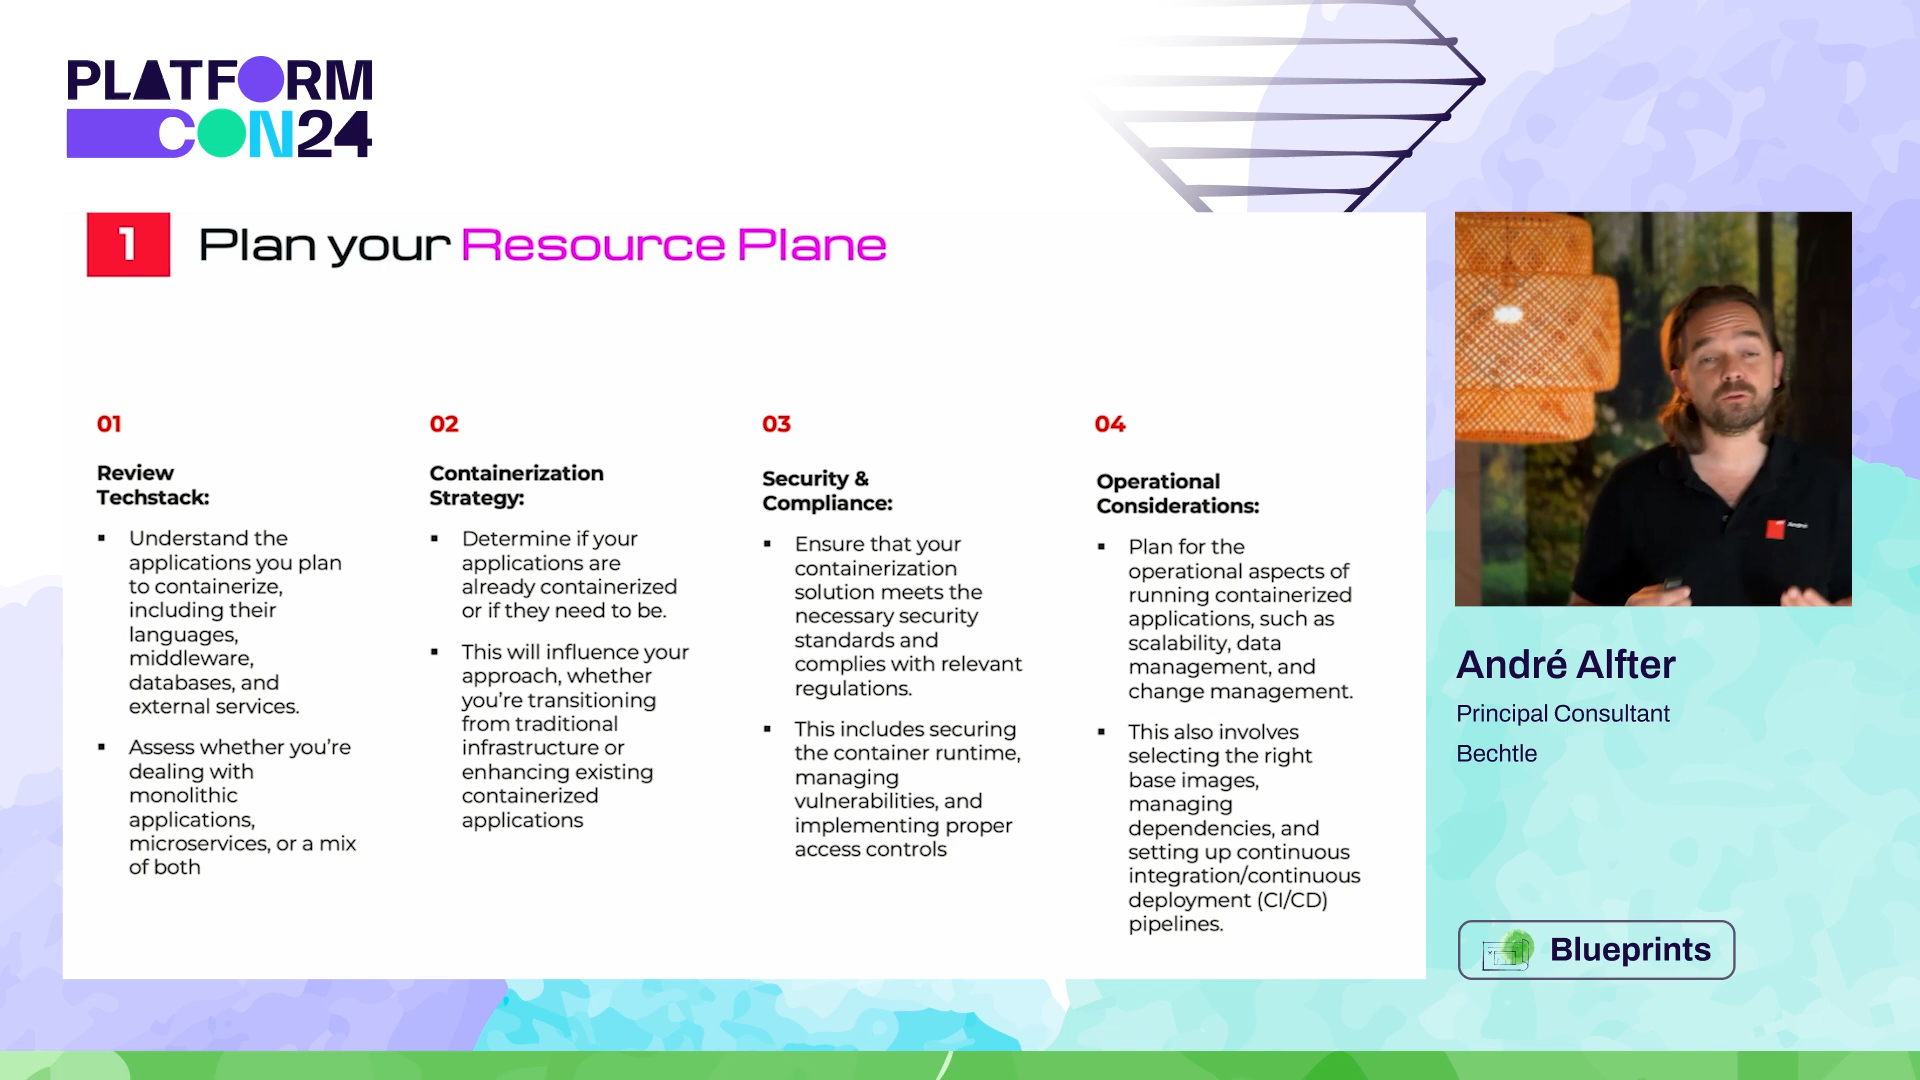 PLATFORM
CON24
1 Plan your Resource Plane
01
Review
Techstack:
▪ Understand the
applications you plan
to containerize,
including their
languages,
middleware,
databases, and
external services.
▪ Assess whether you're
dealing with
monolithic
applications,
microservices, or a mix
of both
02
Containerization
Strategy:
▪ Determine if your
applications are
already containerized
or if they need to be.
▪ This will influence your
approach, whether
you're transitioning
from traditional
infrastructure or
enhancing existing
containerized
applications
03
Security &
Compliance:
▪ Ensure that your
containerization
solution meets the
necessary security
standards and
complies with relevant
regulations.
▪ This includes securing
the container runtime,
managing
vulnerabilities, and
implementing proper
access controls
04
Operational
Considerations:
▪ Plan for the
operational aspects of
running containerized
applications, such as
scalability, data
management, and
change management.
▪ This also involves
selecting the right
base images,
managing
dependencies, and
setting up continuous
integration/continuous
deployment (CI/CD)
pipelines.
André Alfter
Principal Consultant
Bechtle
Blueprints